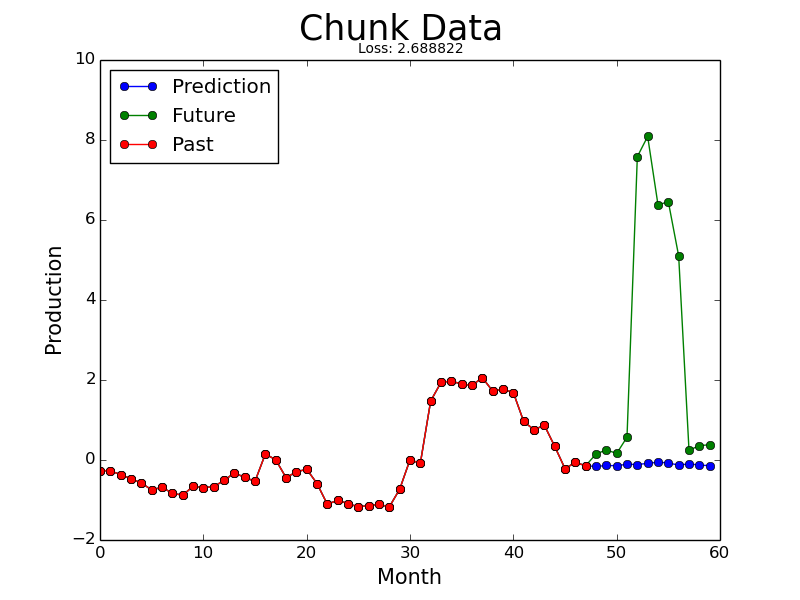 Chunk Data
Loss: 2.688822
Prediction
Future
Past
Production
10
8
6
4
2
0
−2
0 10 20 30 40 50 60
Month